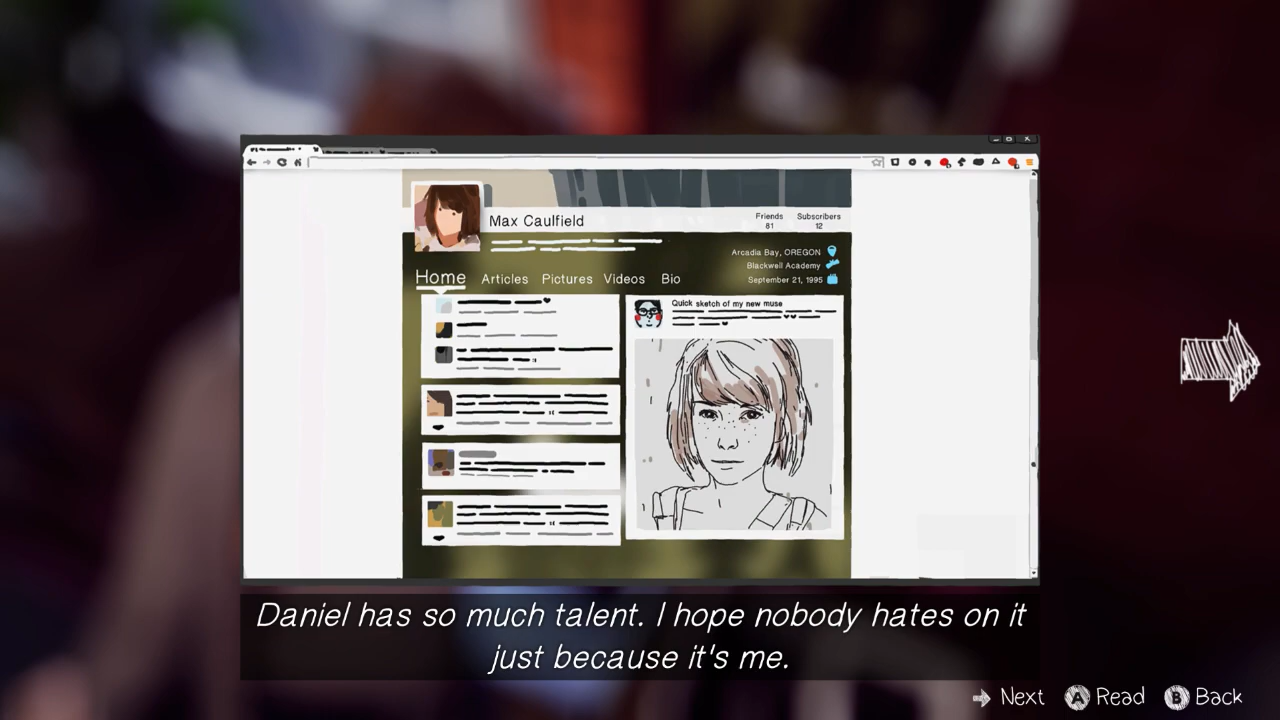 Max Caulfield
Friends
81
Subscribers
12
Arcadia Bay, OREGON
Blackwell Academy
September 21, 1995
Home Articles Pictures Videos Bio
Quick sketch of my new muse
Daniel has so much talent. I hope nobody hates on it
just because it's me.
Next A Read B Back